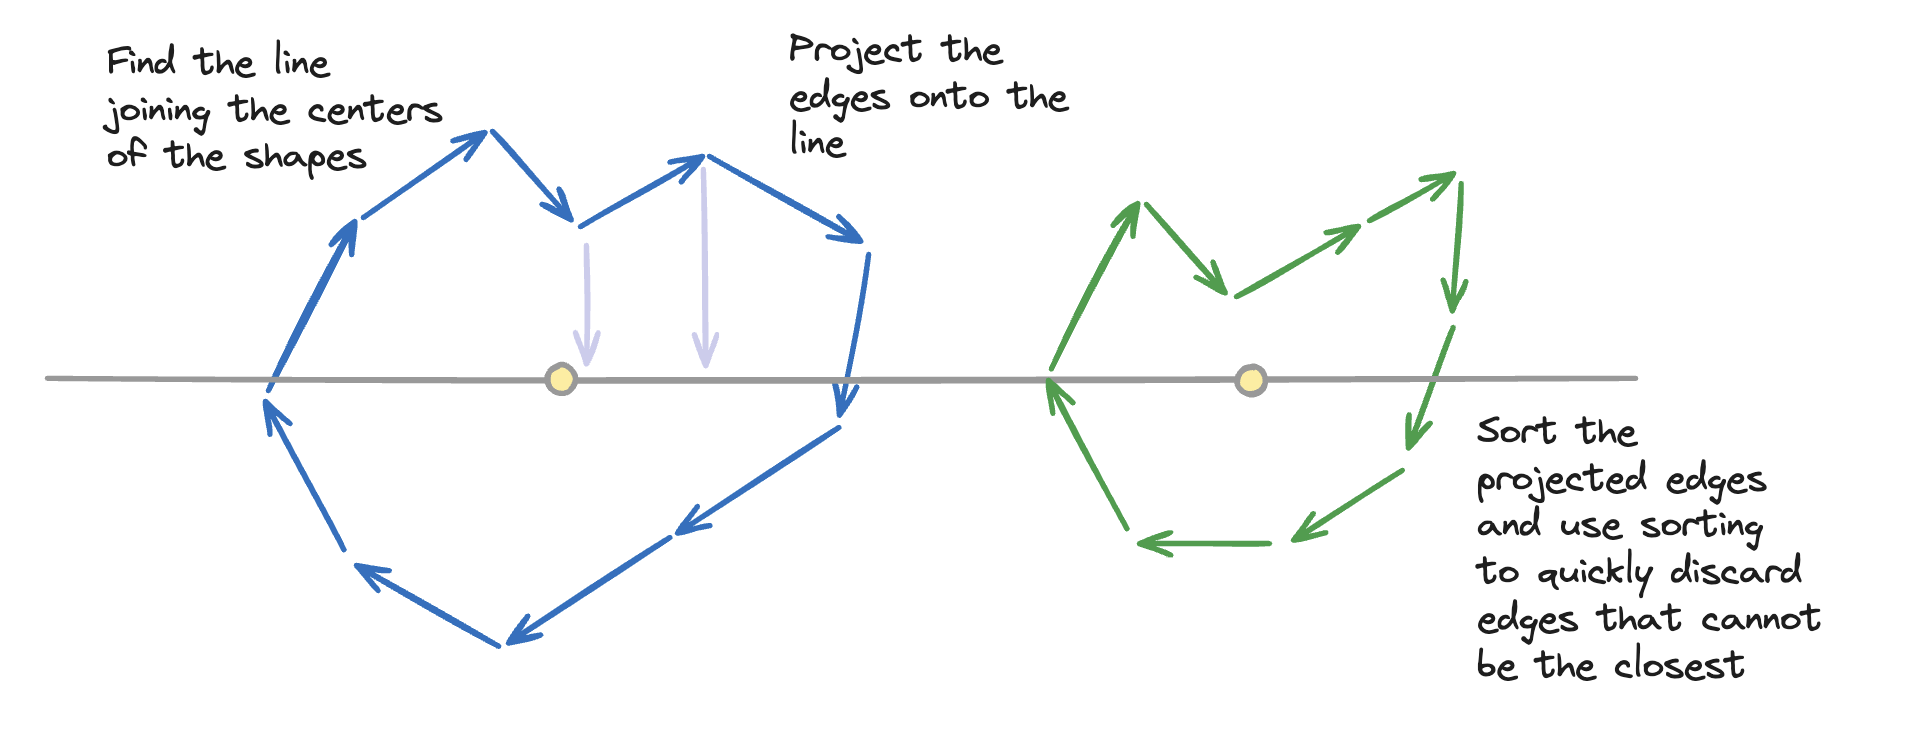 Find the line
joining the centers
of the shapes
Project the
edges onto the
line
Sort the
projected edges
and use sorting
to quickly discard
edges that cannot
be the closest